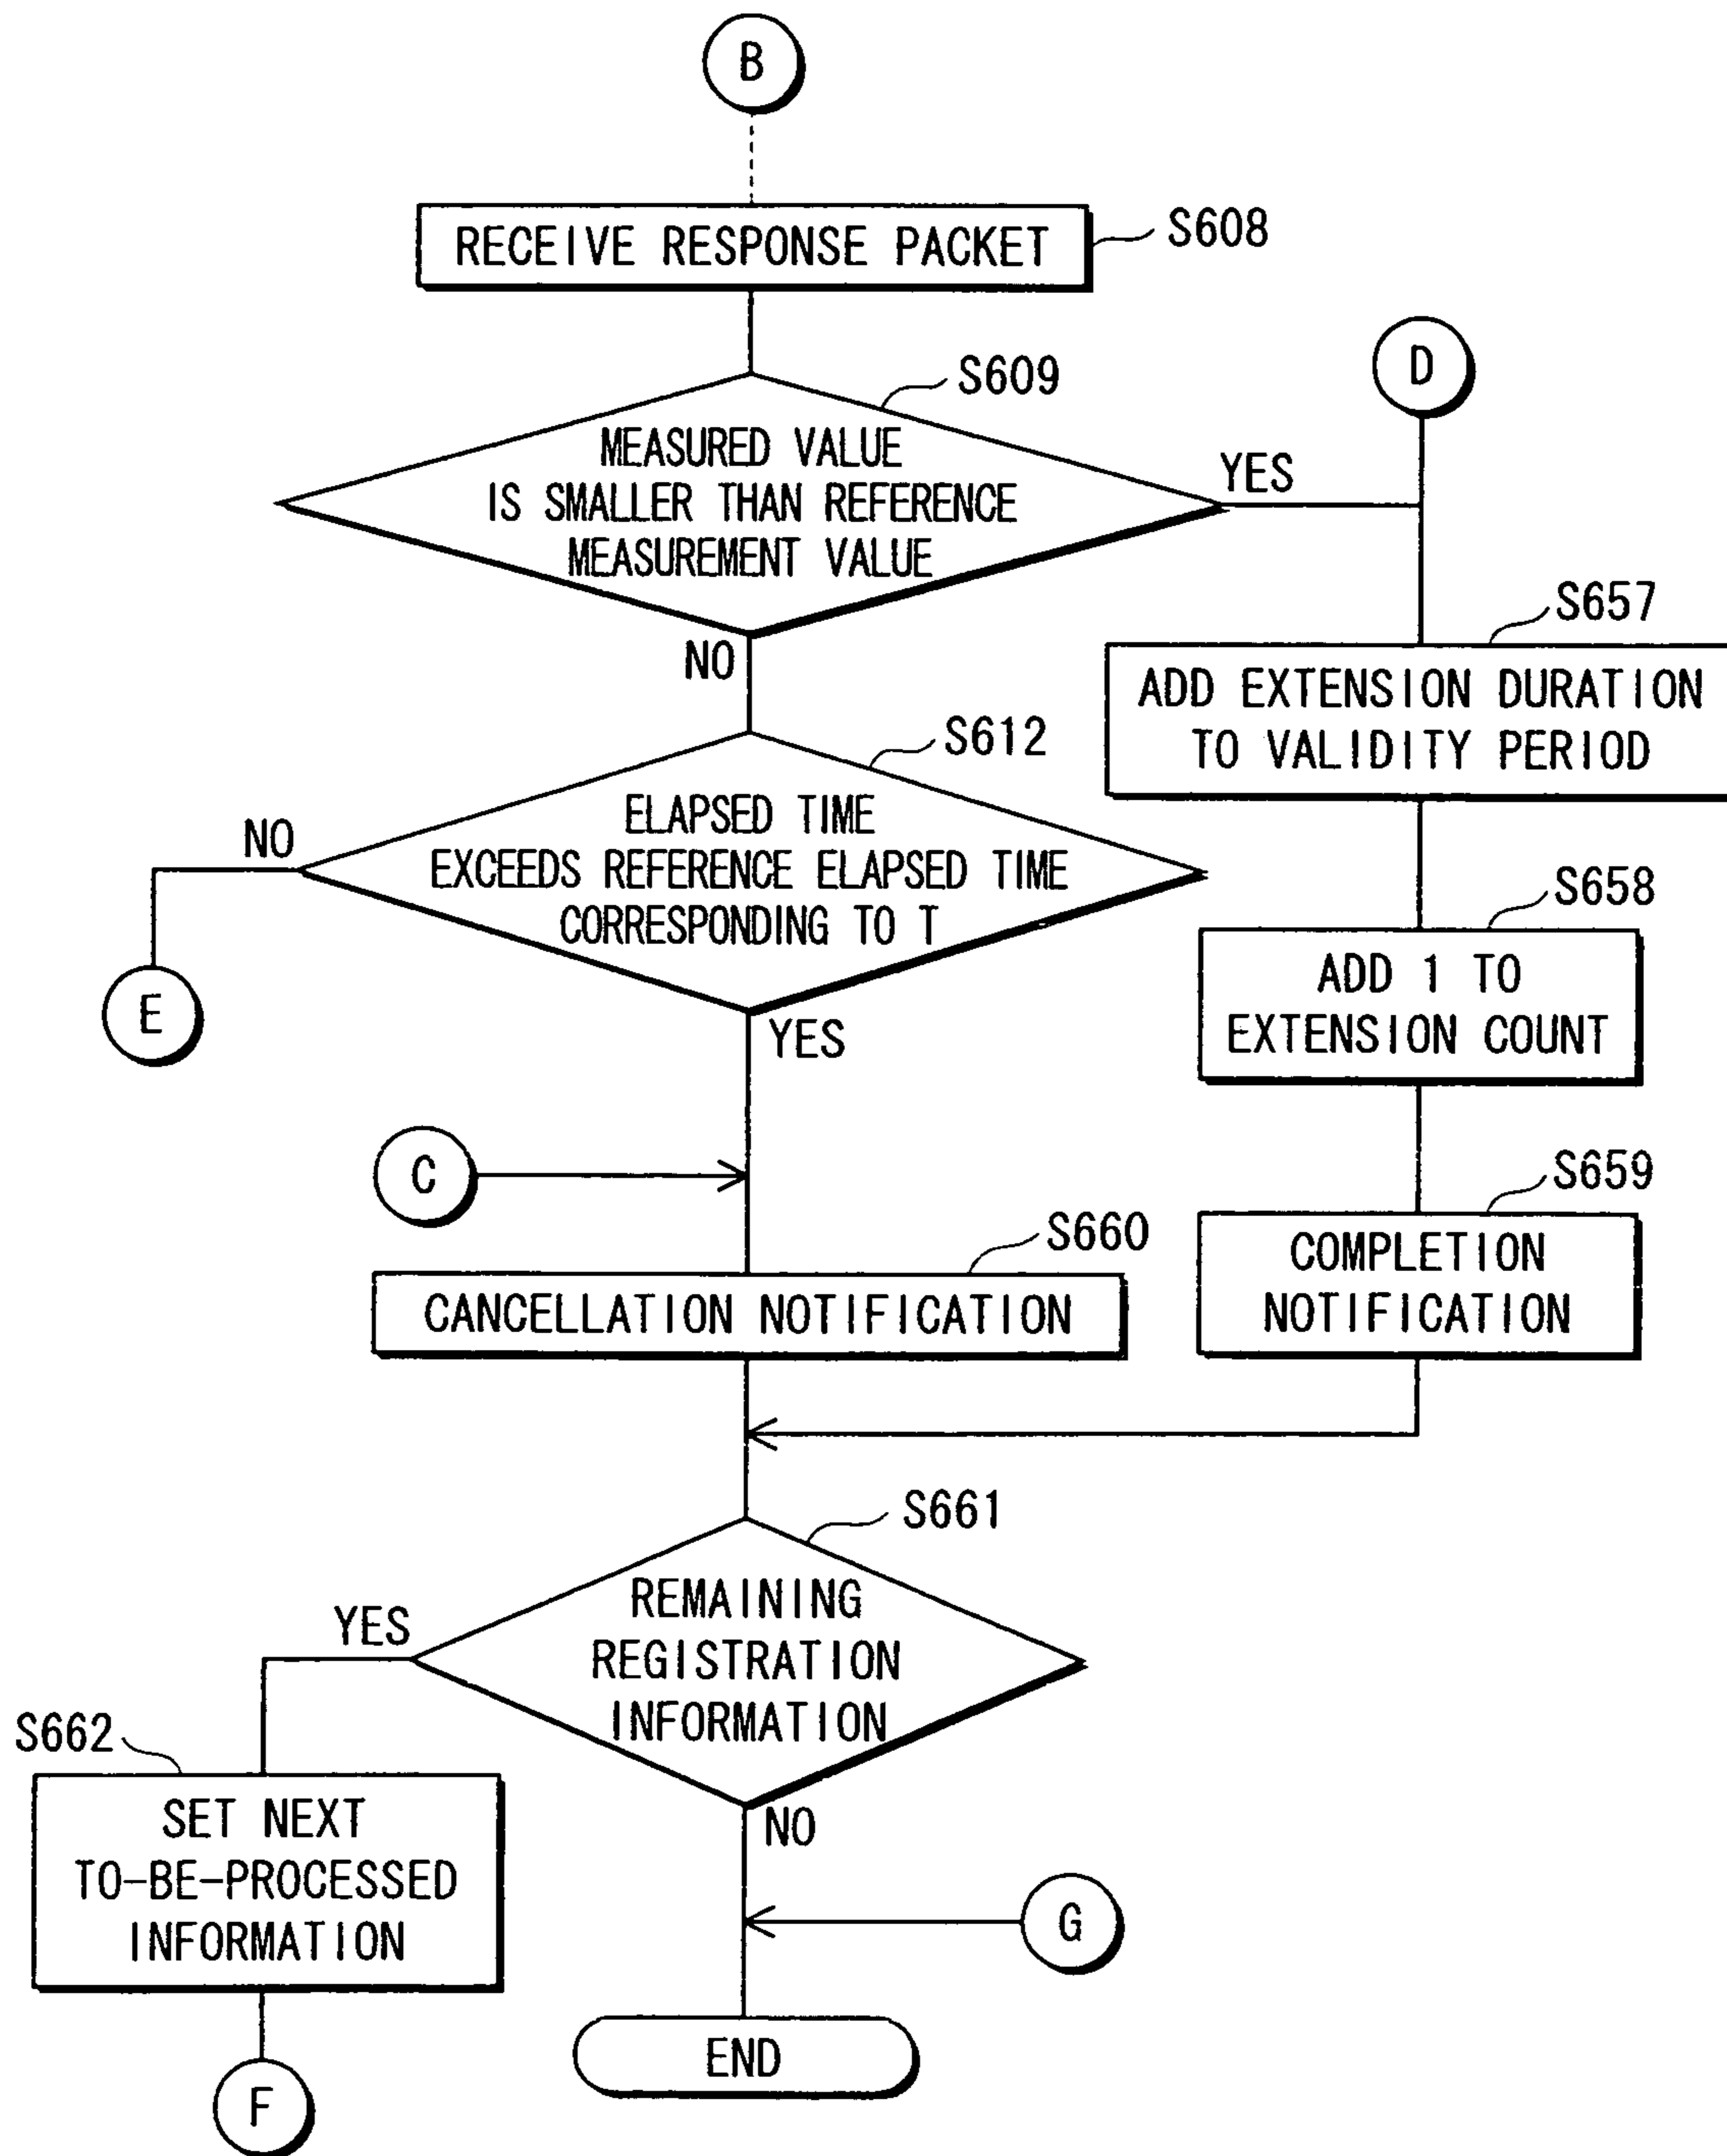 B
RECEIVE RESPONSE PACKET
S608
D
S609
MEASURED VALUE
IS SMALLER THAN REFERENCE
MEASUREMENT VALUE
YES
NO
S657
ADD EXTENSION DURATION
TO VALIDITY PERIOD
S612
ELAPSED TIME
EXCEEDS REFERENCE ELAPSED TIME
CORRESPONDING TO T
NO
E
YES
S658
ADD 1 TO
EXTENSION COUNT
C
S659
COMPLETION
NOTIFICATION
S660
CANCELLATION NOTIFICATION
S661
REMAINING
REGISTRATION
INFORMATION
YES
S662
SET NEXT
TO-BE-PROCESSED
INFORMATION
NO
G
END
F